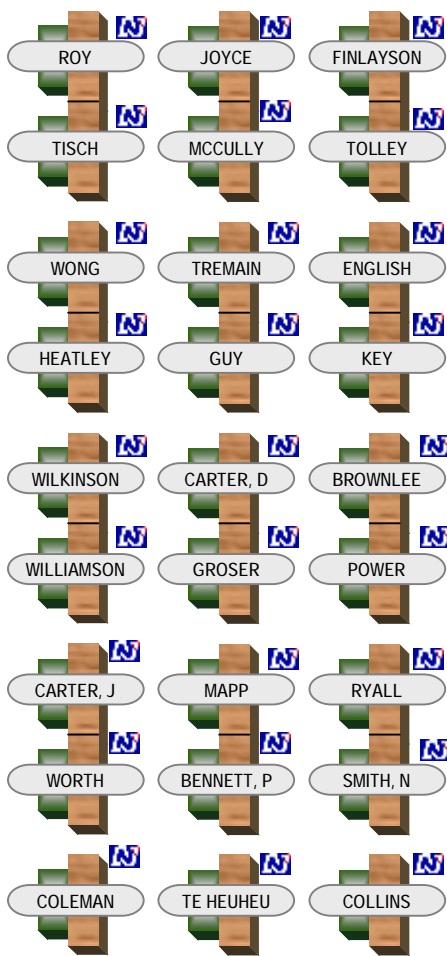 ROY JOYCE FINLAYSON
TISCH MCCULLY TOLLEY
WONG TREMAIN ENGLISH
HEATLEY GUY KEY
WILKINSON CARTER, D BROWNLEE
WILLIAMSON GROSER POWER
CARTER, J MAPP RYALL
WORTH BENNETT, P SMITH, N
COLEMAN TE HEUHEU COLLINS